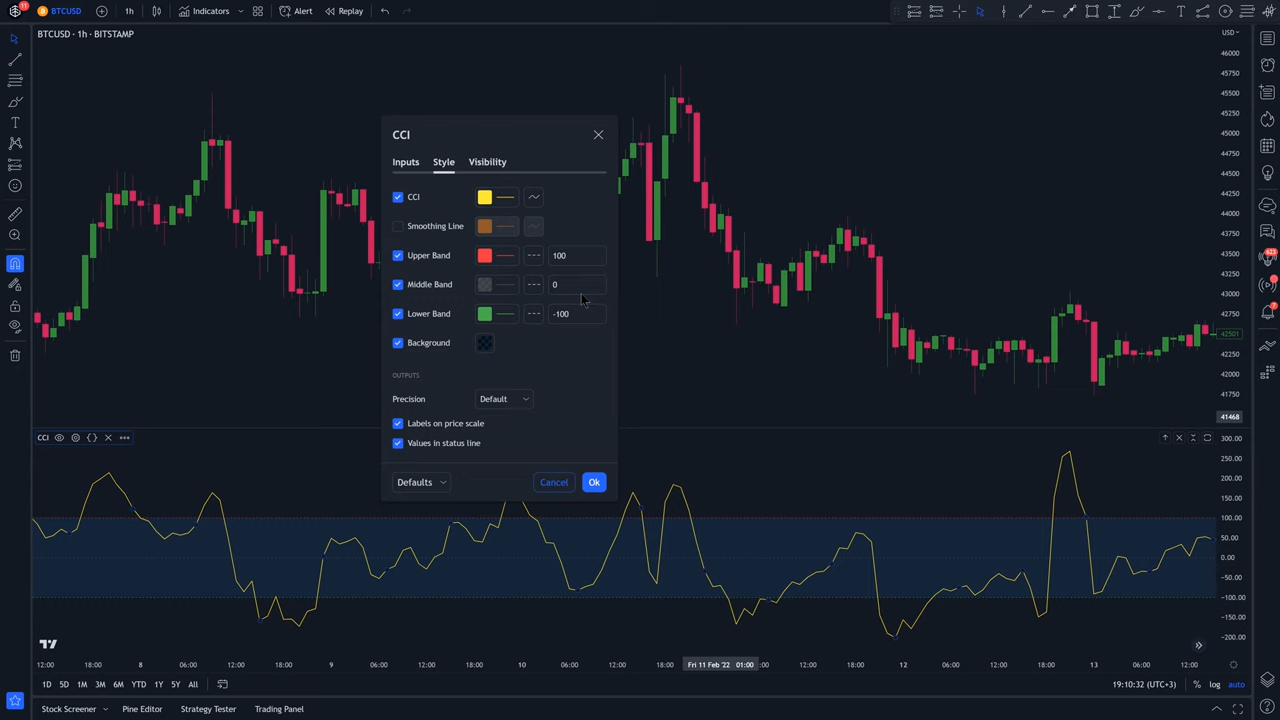 11 BTCUSD 1h Indicators Alert Replay
BTCUSD · 1h · BITSTAMP
USD
46000
45750
45500
45250
45000
44750
44500
44250
44000
43750
43500
43250
43000
42750
42501
42250
42000
41750
41468
CCI
Inputs Style Visibility
CCI
Smoothing Line
Upper Band 100
Middle Band 0
Lower Band -100
Background
OUTPUTS
Precision Default
Labels on price scale
Values in status line
Defaults Cancel Ok
623
7
CCI
300.00
250.00
200.00
150.00
100.00
50.00
0.00
-50.00
-100.00
-150.00
-200.00
12:00 18:00 8 06:00 12:00 18:00 9 06:00 12:00 18:00 10 06:00 12:00 18:00 Fri 11 Feb '22 01:00 :00 12:00 18:00 12 06:00 12:00 18:00 13 06:00 12:00
1D 5D 1M 3M 6M YTD 1Y 5Y All 19:10:32 (UTC+3) % log auto
Stock Screener Pine Editor Strategy Tester Trading Panel